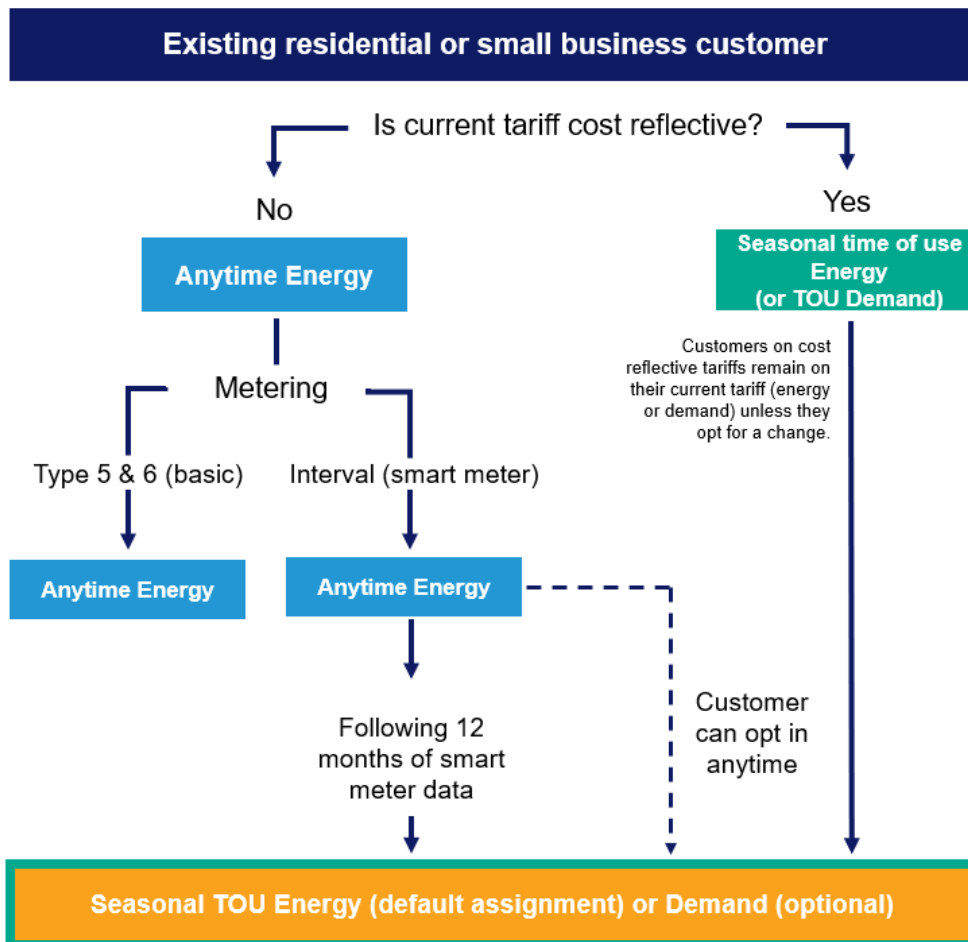 Existing residential or small business customer
Is current tariff cost reflective?
No
Yes
Anytime Energy
Seasonal time of use
Energy
(or TOU Demand)
Customers on cost
reflective tariffs remain on
their current tariff (energy
or demand) unless they
opt for a change.
Metering
Type 5 & 6 (basic)
Interval (smart meter)
Anytime Energy
Anytime Energy
Following 12
months of smart
meter data
Customer
can opt in
anytime
Seasonal TOU Energy (default assignment) or Demand (optional)